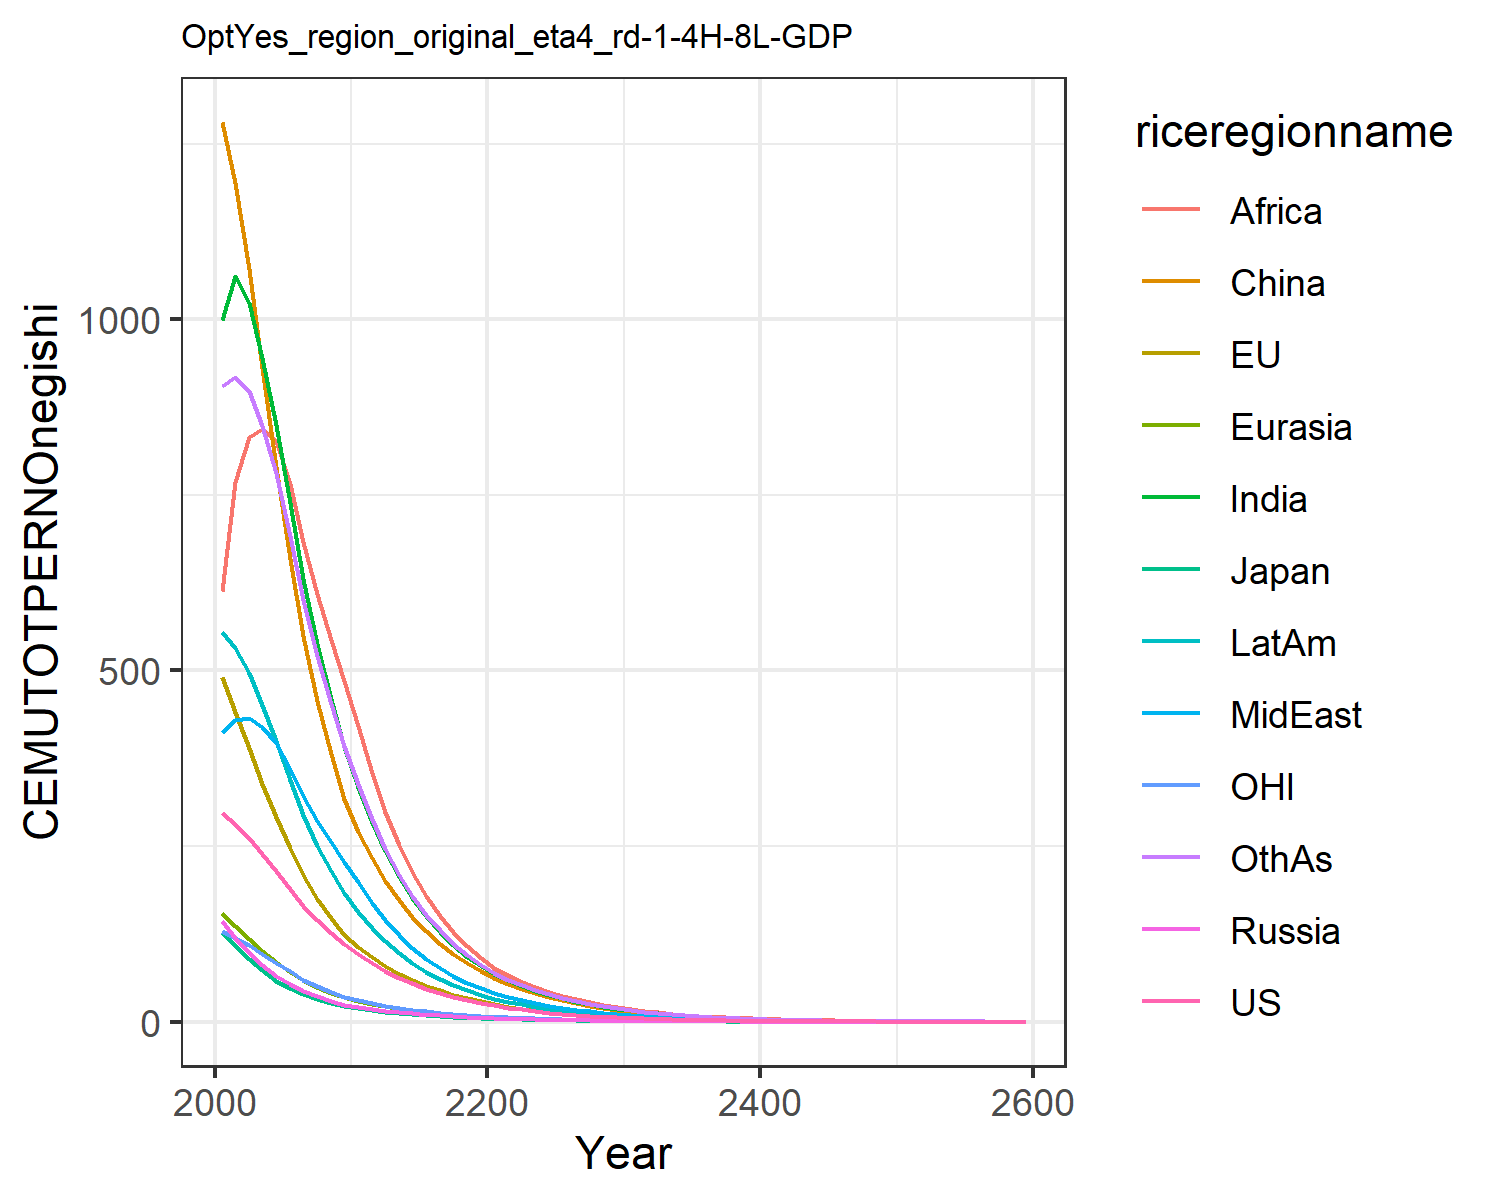 OptYes_region_original_eta4_rd-1-4H-8L-GDP
CEMUTOTPERNOnegishi
1000
500
0
2000
2200
2400
2600
Year
riceregionname
Africa
China
EU
Eurasia
India
Japan
LatAm
MidEast
OHI
OthAs
Russia
US